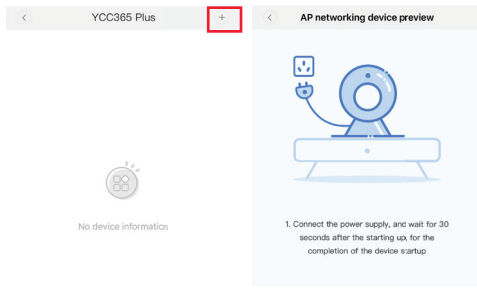 YCC365 Plus
+
No device information
AP networking device preview
1. Connect the power supply, and wait for 30
seconds after the starting up, for the
completion of the device startup